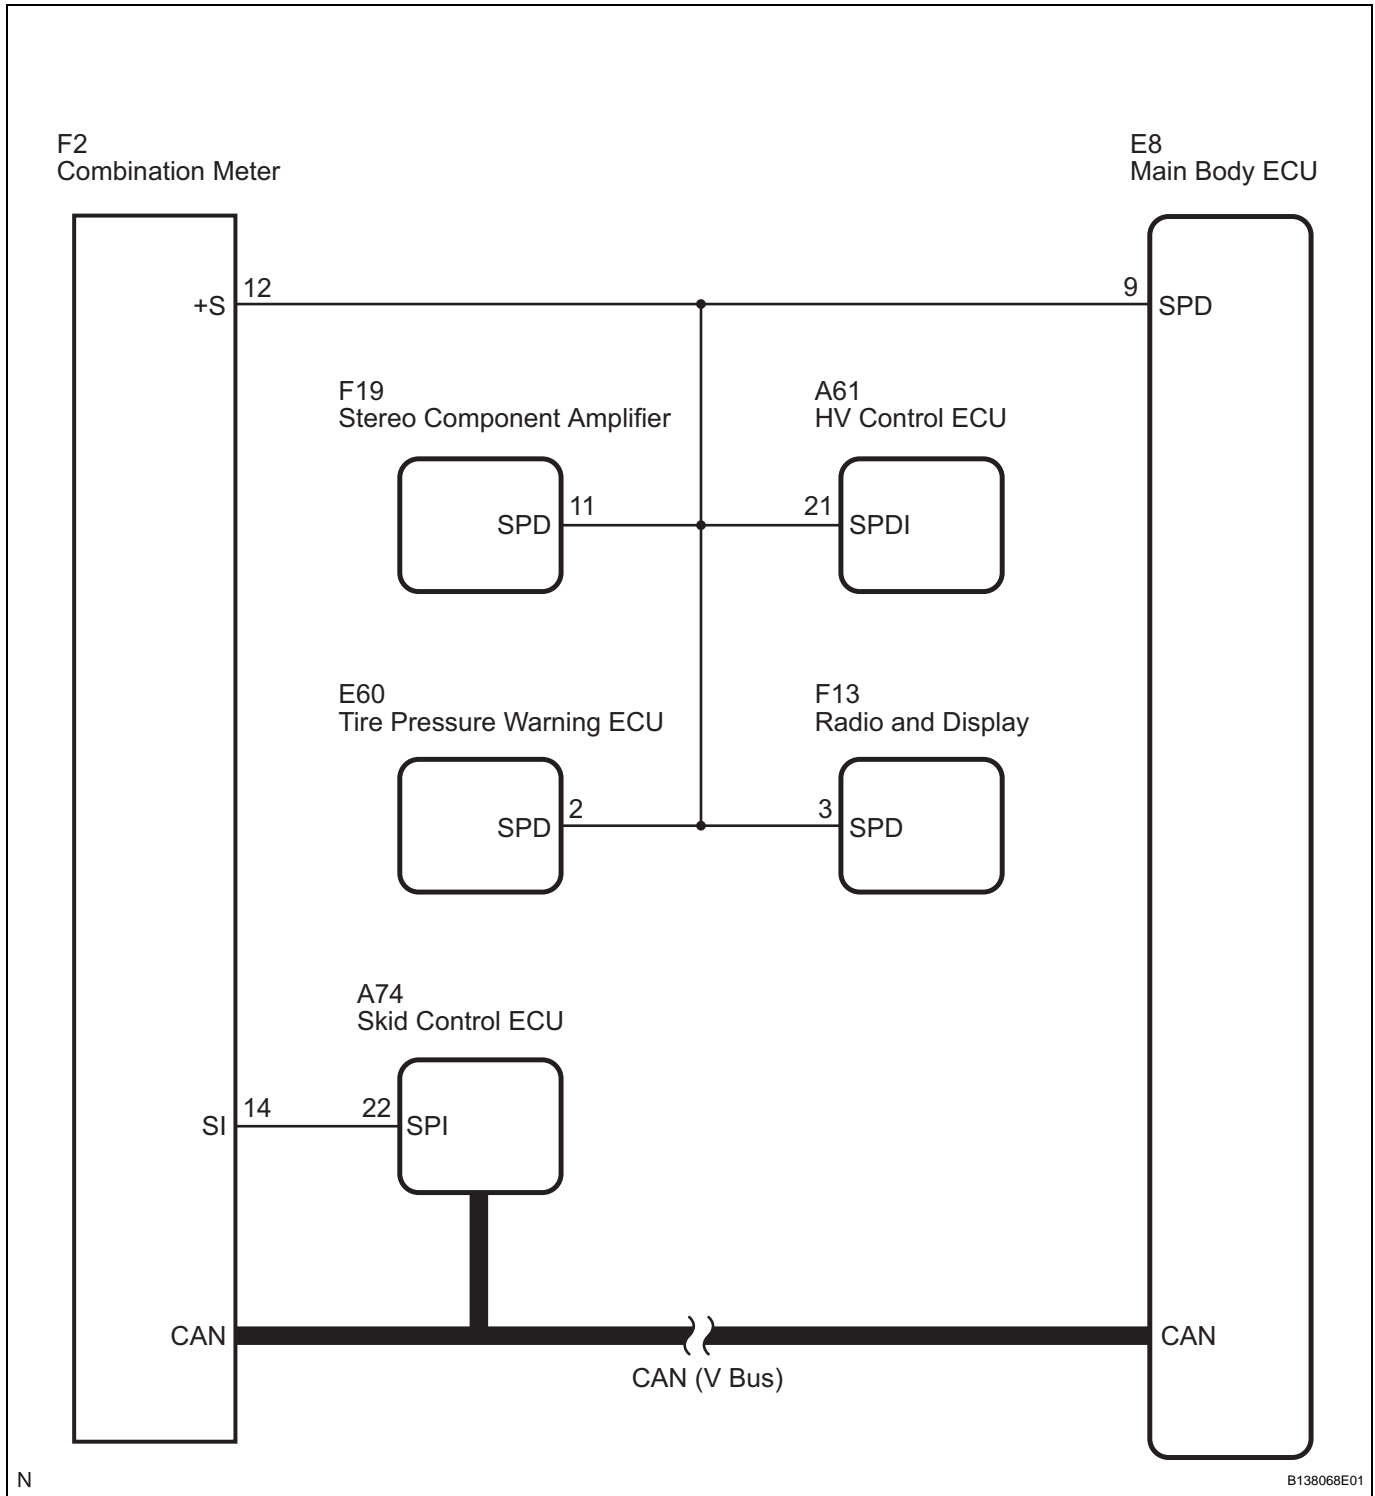 F2
Combination Meter
E8
Main Body ECU
+S
12
9
SPD
F19
Stereo Component Amplifier
A61
HV Control ECU
SPD
11
21
SPDI
E60
Tire Pressure Warning ECU
F13
Radio and Display
SPD
2
3
SPD
A74
Skid Control ECU
SI
14
22
SPI
CAN
CAN
CAN (V Bus)
N
B138068E01